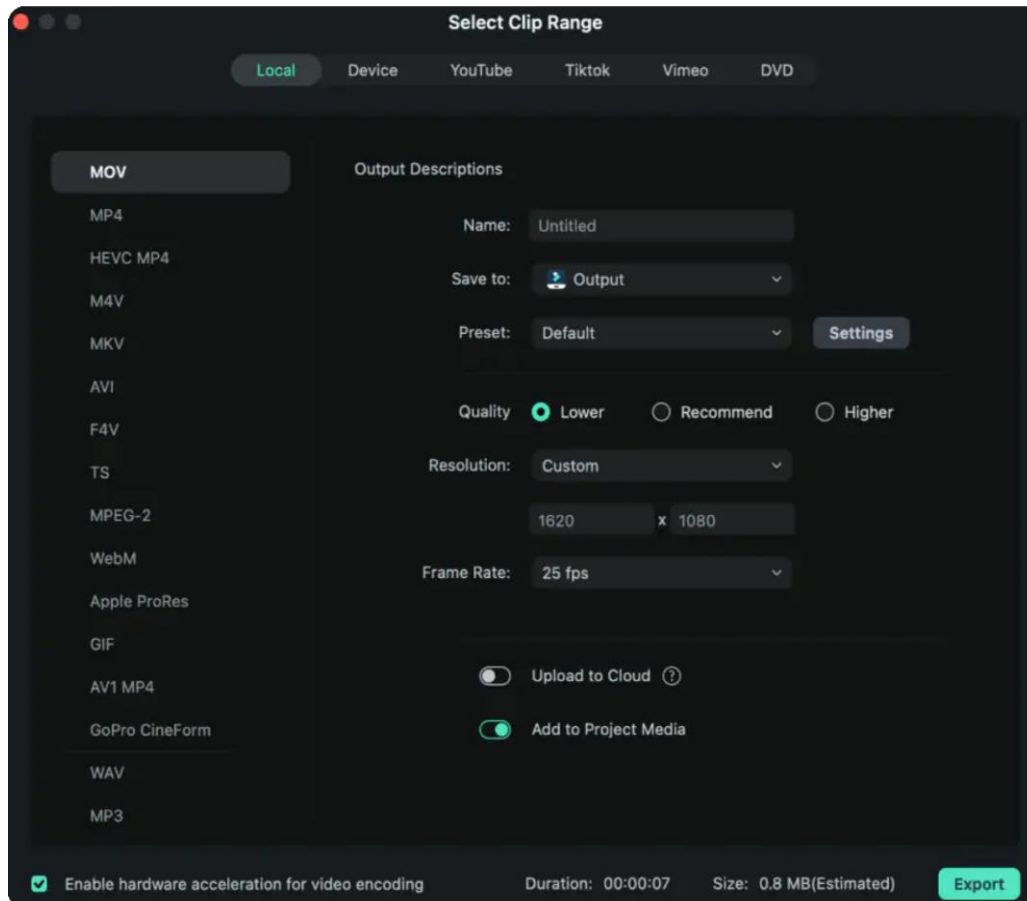 Select Clip Range
Local Device YouTube Tiktok Vimeo DVD
MOV
MP4
HEVC MP4
M4V
MKV
AVI
F4V
TS
MPEG-2
WebM
Apple ProRes
GIF
AV1 MP4
GoPro CineForm
WAV
MP3
Output Descriptions
Name: Untitled
Save to: Output
Preset: Default Settings
Quality Lower Recommend Higher
Resolution: Custom
1620 x 1080
Frame Rate: 25 fps
Upload to Cloud ?
Add to Project Media
Enable hardware acceleration for video encoding Duration: 00:00:07 Size: 0.8 MB(Estimated) Export